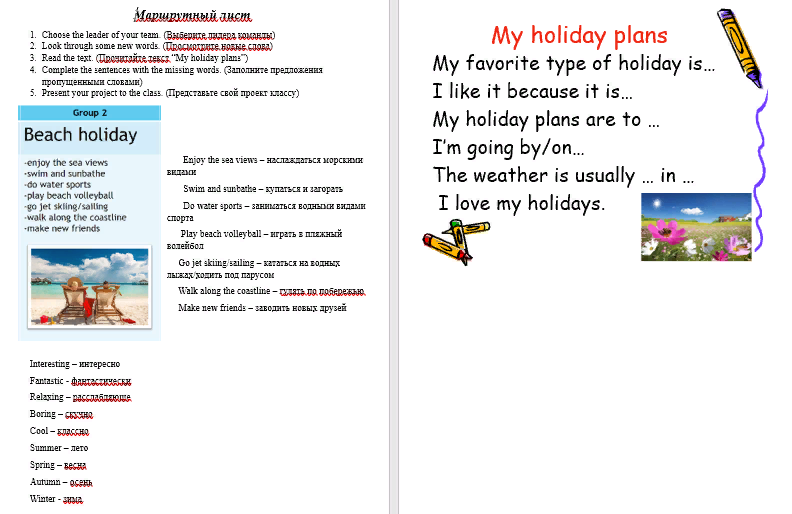 Маршрутный лист
1. Choose the leader of your team. (Выберите лидера команды)
2. Look through some new words. (Просмотрите новые слова)
3. Read the text. (Прочитайте текст “My holiday plans”)
4. Complete the sentences with the missing words. (Заполните предложения
пропущенными словами)
5. Present your project to the class. (Представьте свой проект классу)
Group 2
Beach holiday
-enjoy the sea views
-swim and sunbathe
-do water sports
-play beach volleyball
-go jet skiing/sailing
-walk along the coastline
-make new friends
Enjoy the sea views – наслаждаться морскими
видами
Swim and sunbathe – купаться и загорать
Do water sports – заниматься водными видами
спорта
Play beach volleyball – играть в пляжный
волейбол
Go jet skiing/sailing – кататься на водных
лыжах/ходить под парусом
Walk along the coastline – гулять по побережью
Make new friends – заводить новых друзей
Interesting – интересно
Fantastic - фантастически
Relaxing – расслабляюще
Boring – скучно
Cool – классно
Summer – лето
Spring – весна
Autumn – осень
Winter - зима
My holiday plans
My favorite type of holiday is…
I like it because it is…
My holiday plans are to …
I’m going by/on…
The weather is usually … in …
I love my holidays.